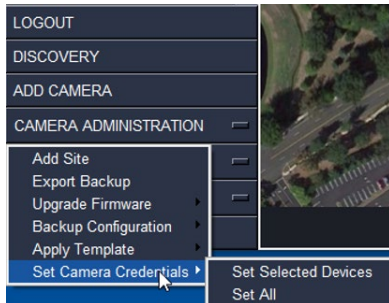 LOGOUT
DISCOVERY
ADD CAMERA
CAMERA ADMINISTRATION
Add Site
Export Backup
Upgrade Firmware
Backup Configuration
Apply Template
Set Camera Credentials
Set Selected Devices
Set All